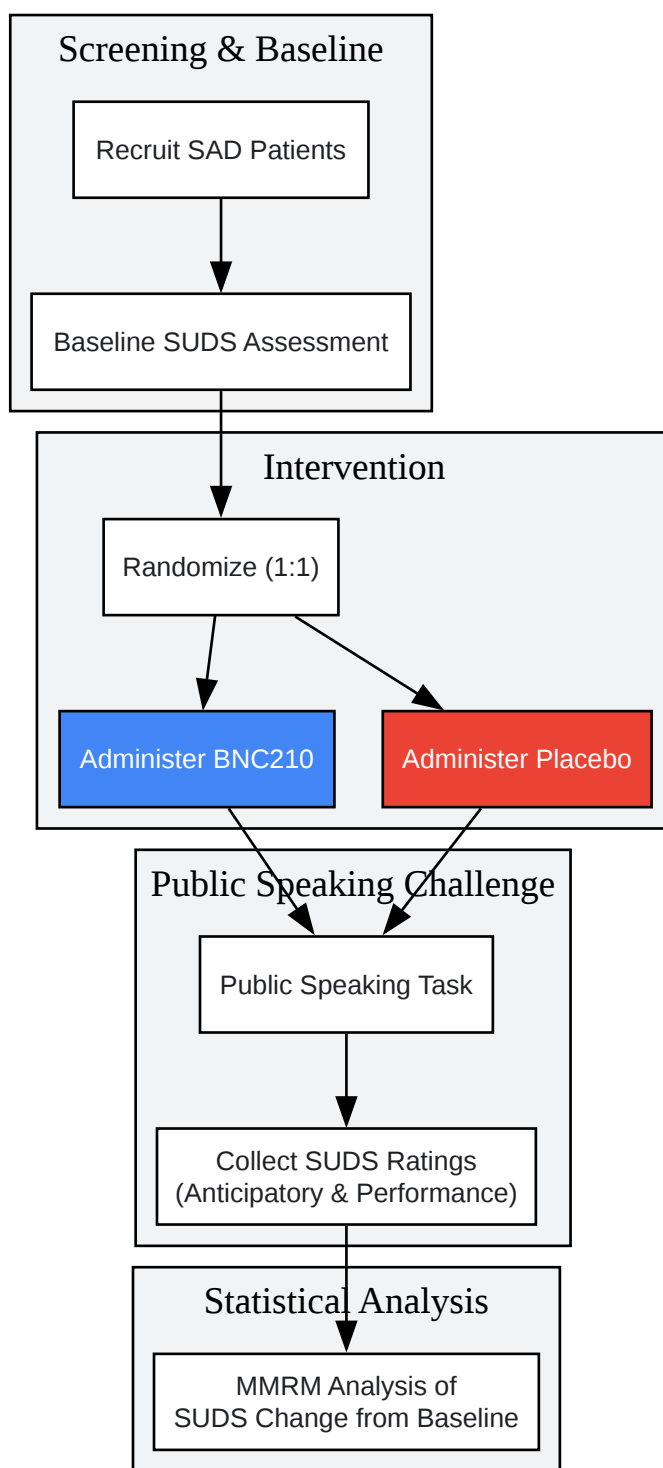 Screening & Baseline
Recruit SAD Patients
Baseline SUDS Assessment
Intervention
Randomize (1:1)
Administer BNC210
Administer Placebo
Public Speaking Challenge
Public Speaking Task
Collect SUDS Ratings
(Anticipatory & Performance)
Statistical Analysis
MMRM Analysis of
SUDS Change from Baseline